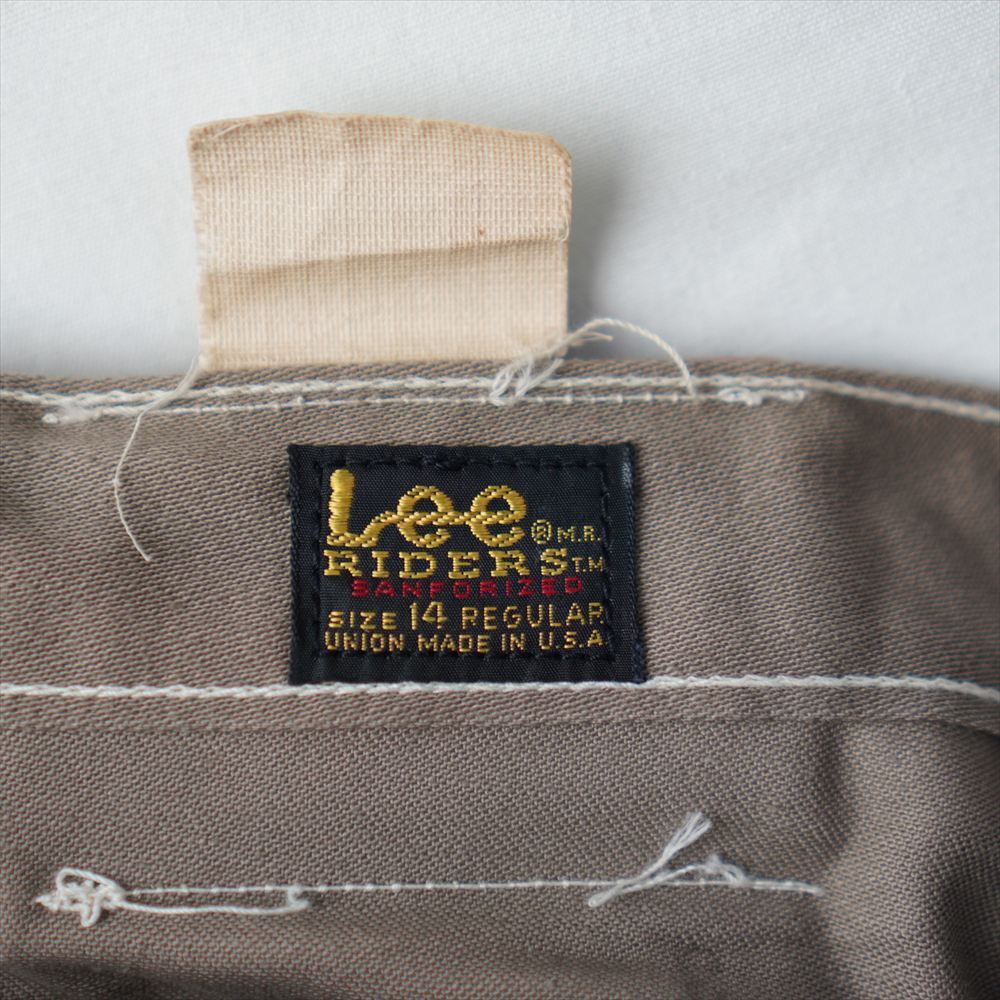 Lee ® M.R.
RIDERS T.M
SANFORIZED
SIZE 14 REGULAR
UNION MADE IN U.S.A